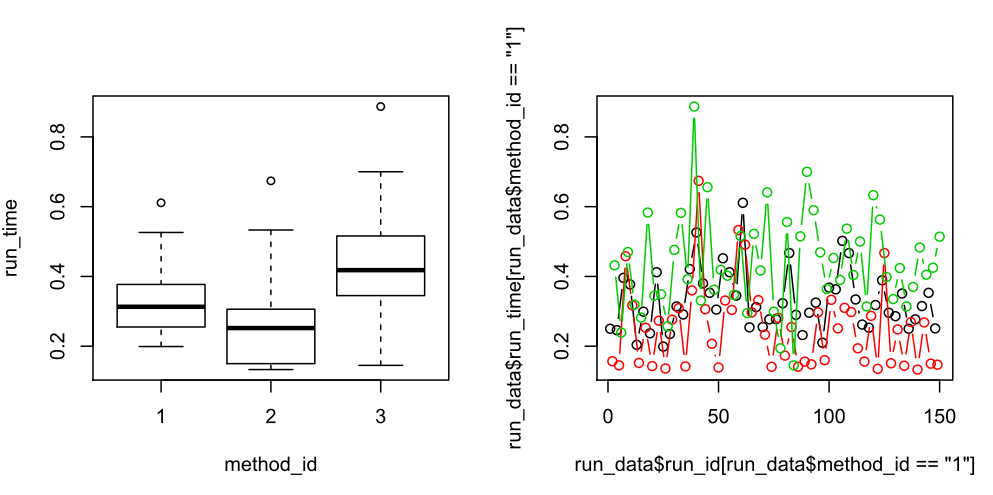 run_time
0.2 0.4 0.6 0.8
1 2 3
method_id
run_data$run_time[run_data$method_id == "1"]
0.2 0.4 0.6 0.8
0 50 100 150
run_data$run_id[run_data$method_id == "1"]